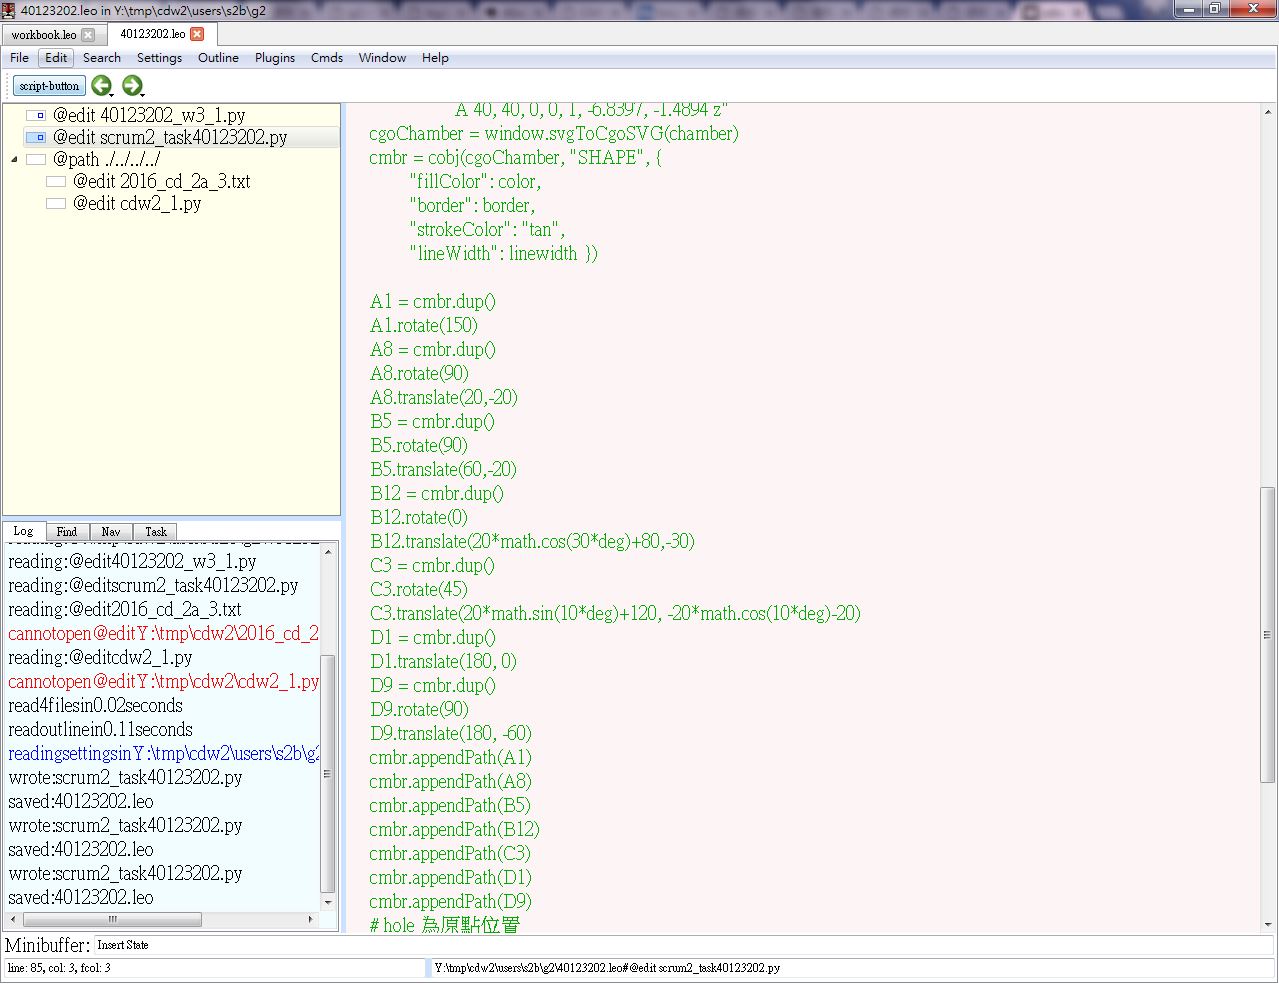 40123202.leo in Y:\tmp\cdw2\users\s2b\g2
workbook.leo
40123202.leo
File Edit Search Settings Outline Plugins Cmds Window Help
script-button
@edit 40123202_w3_1.py
@edit scrum2_task40123202.py
@path ./../../../
@edit 2016_cd_2a_3.txt
@edit cdw2_1.py
Log Find Nav Task
reading:@edit40123202_w3_1.py
reading:@editscrum2_task40123202.py
reading:@edit2016_cd_2a_3.txt
cannotopen@editY:\tmp\cdw2\2016_cd_2
reading:@editcdw2_1.py
cannotopen@editY:\tmp\cdw2\cdw2_1.py
read4filesin0.02seconds
readoutlinein0.11seconds
readingsettingsinY:\tmp\cdw2\users\s2b\g2
wrote:scrum2_task40123202.py
saved:40123202.leo
wrote:scrum2_task40123202.py
saved:40123202.leo
wrote:scrum2_task40123202.py
saved:40123202.leo
A 40, 40, 0, 0, 1, -6.8397, -1.4894 z"
cgoChamber = window.svgToCgoSVG(chamber)
cmbr = cobj(cgoChamber, "SHAPE", {
"fillColor": color,
"border": border,
"strokeColor": "tan",
"lineWidth": linewidth })
A1 = cmbr.dup()
A1.rotate(150)
A8 = cmbr.dup()
A8.rotate(90)
A8.translate(20,-20)
B5 = cmbr.dup()
B5.rotate(90)
B5.translate(60,-20)
B12 = cmbr.dup()
B12.rotate(0)
B12.translate(20*math.cos(30*deg)+80,-30)
C3 = cmbr.dup()
C3.rotate(45)
C3.translate(20*math.sin(10*deg)+120, -20*math.cos(10*deg)-20)
D1 = cmbr.dup()
D1.translate(180, 0)
D9 = cmbr.dup()
D9.rotate(90)
D9.translate(180, -60)
cmbr.appendPath(A1)
cmbr.appendPath(A8)
cmbr.appendPath(B5)
cmbr.appendPath(B12)
cmbr.appendPath(C3)
cmbr.appendPath(D1)
cmbr.appendPath(D9)
# hole 為原點位置
Minibuffer: Insert State
line: 85, col: 3, fcol: 3
Y:\tmp\cdw2\users\s2b\g2\40123202.leo#@edit scrum2_task40123202.py